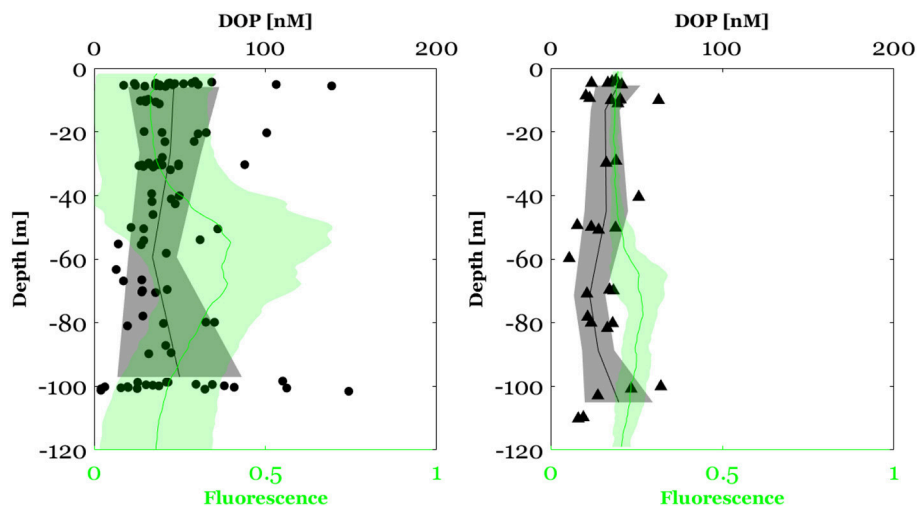 DOP [nM] DOP [nM]
0 100 200 0 100 200
0 0
-20 -20
-40 -40
Depth [m] Depth [m]
-60 -60
-80 -80
-100 -100
-120 -120
0 0.5 1 0 0.5 1
Fluorescence Fluorescence